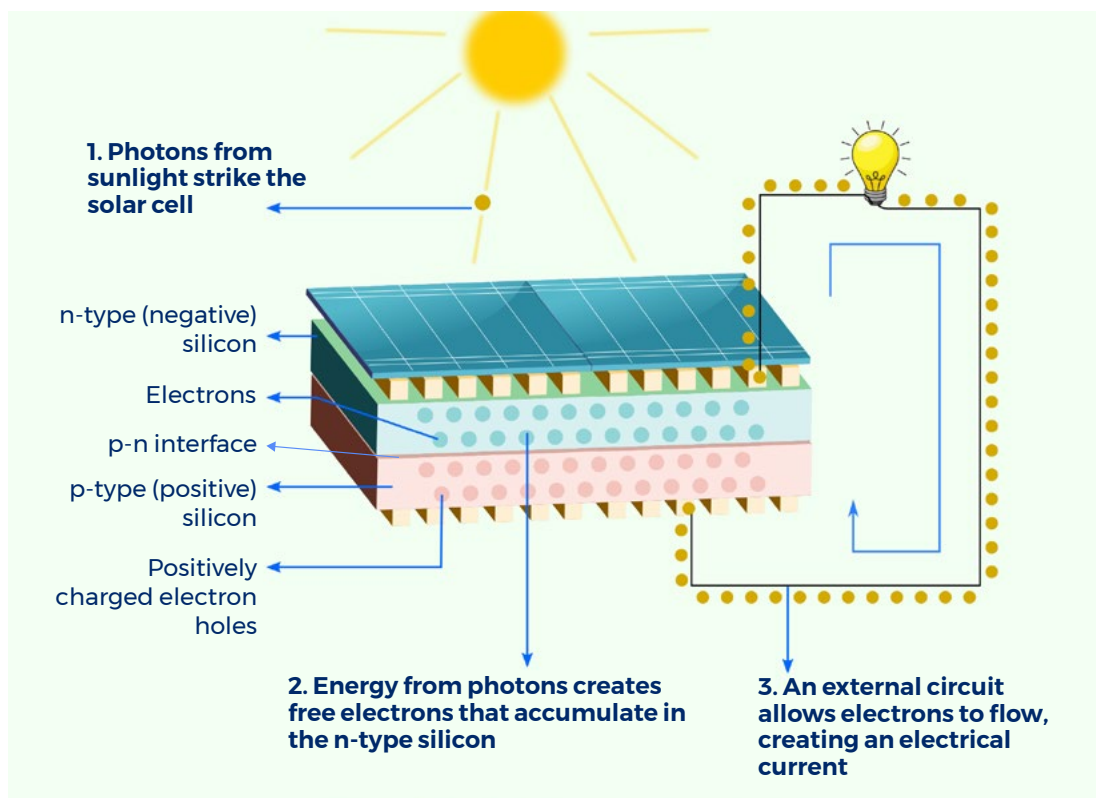 1. Photons from
sunlight strike the
solar cell
n-type (negative)
silicon
Electrons
p-n interface
p-type (positive)
silicon
Positively
charged electron
holes
2. Energy from photons creates
free electrons that accumulate in
the n-type silicon
3. An external circuit
allows electrons to flow,
creating an electrical
current